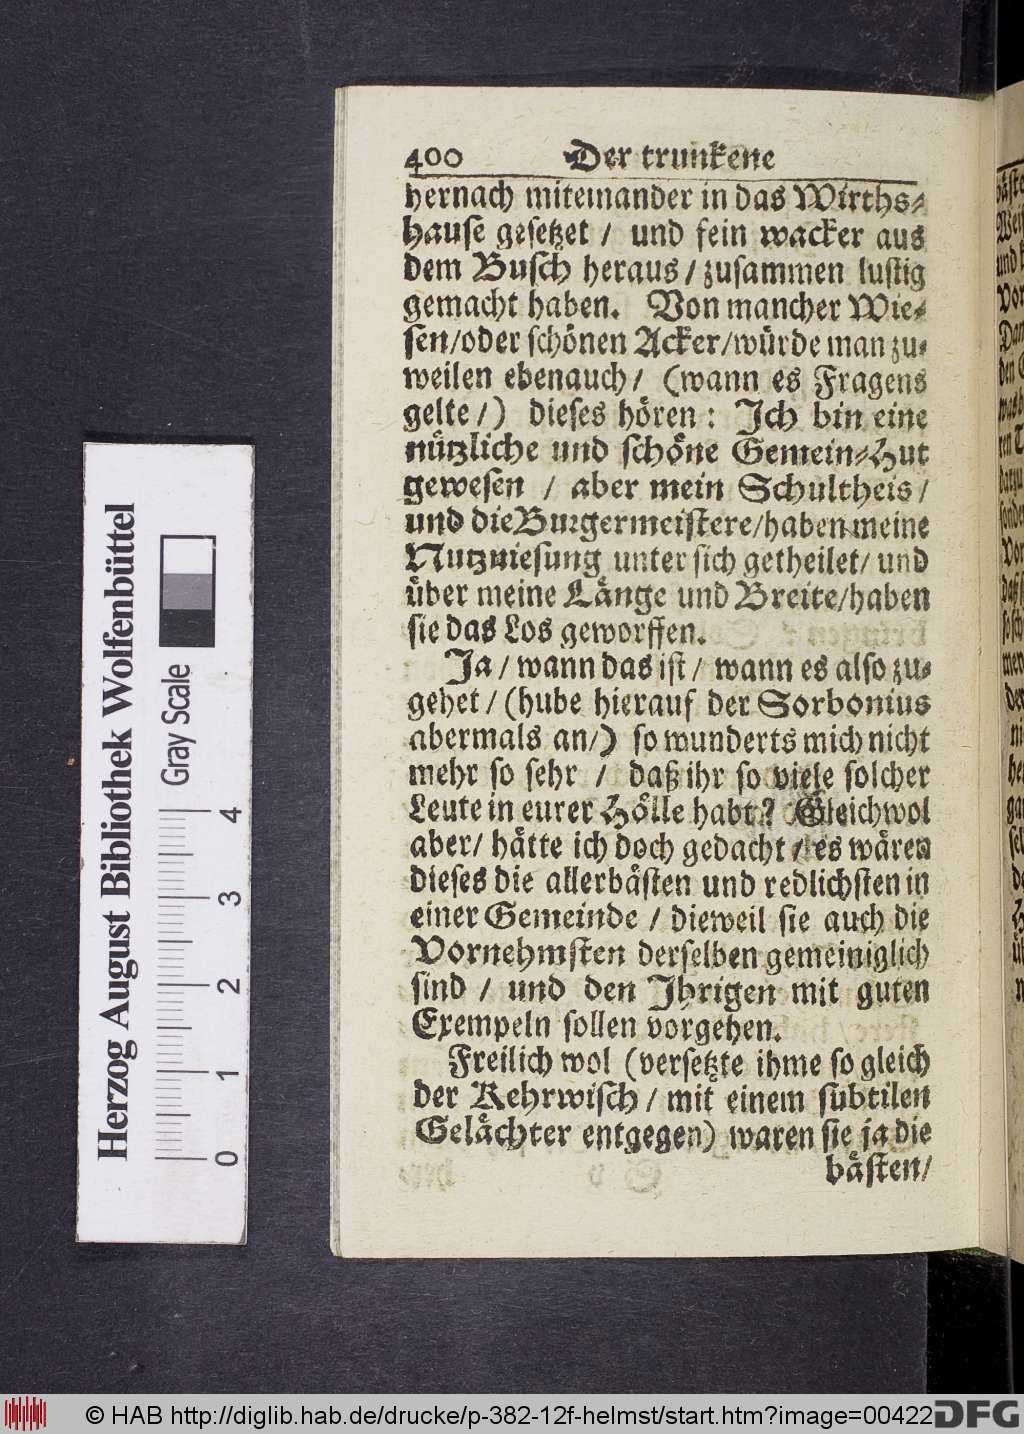 400 Der trunkene
hernach miteinander in das Wirths-
hause gesetzet / und fein wacker aus
dem Busch heraus / zusammen lustig
gemacht haben. Von mancher Wie-
sen/oder schönen Acker/würde man zu-
weilen ebenauch / (wann es Fragens
gelte /) dieses hören: Ich bin eine
nützliche und schöne Gemein-Hut
gewesen / aber mein Schultheis /
und die Burgermeistere/haben meine
Nutzniesung unter sich getheilet/ und
über meine Länge und Breite/haben
sie das Los geworffen.
Ja / wann das ist / wann es also zu-
gehet / (hube hierauf der Sorbonius
abermals an/) so wunderts mich nicht
mehr so sehr / daß ihr so viele solcher
Leute in eurer Hölle habt? Gleichwol
aber/ hätte ich doch gedacht / es wären
dieses die allerbästen und redlichsten in
einer Gemeinde / dieweil sie auch die
Vornehmsten derselben gemeiniglich
sind / und den Ihrigen mit guten
Exempeln sollen vorgehen.
Freilich wol (versetzte ihme so gleich
der Kehrwisch / mit einem subtilen
Gelächter entgegen) waren sie ja die
bästen/
Herzog August Bibliothek Wolfenbüttel
Gray Scale
0 1 2 3 4
© HAB http://diglib.hab.de/drucke/p-382-12f-helmst/start.htm?image=00422
DFG